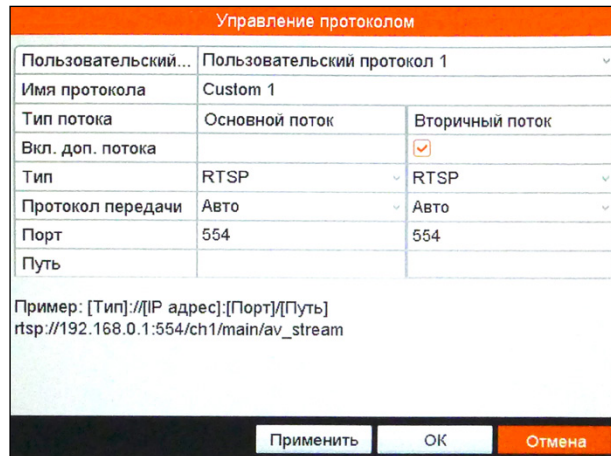 Управление протоколом
Пользовательский... Пользовательский протокол 1
Имя протокола Custom 1
Тип потока Основной поток Вторичный поток
Вкл. доп. потока
Тип RTSP RTSP
Протокол передачи Авто Авто
Порт 554 554
Путь
Пример: [Тип]://[IP адрес]:[Порт]/[Путь]
rtsp://192.168.0.1:554/ch1/main/av_stream
Применить ОК Отмена